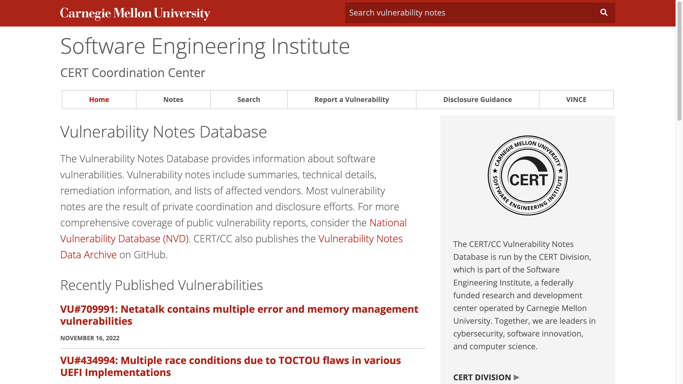 Carnegie Mellon University
Search vulnerability notes
Software Engineering Institute
CERT Coordination Center
Home
Notes
Search
Report a Vulnerability
Disclosure Guidance
VINCE
Vulnerability Notes Database
The Vulnerability Notes Database provides information about software
vulnerabilities. Vulnerability notes include summaries, technical details,
remediation information, and lists of affected vendors. Most vulnerability
notes are the result of private coordination and disclosure efforts. For more
comprehensive coverage of public vulnerability reports, consider the National
Vulnerability Database (NVD). CERT/CC also publishes the Vulnerability Notes
Data Archive on GitHub.
Recently Published Vulnerabilities
VU#709991: Netatalk contains multiple error and memory management
vulnerabilities
NOVEMBER 16, 2022
VU#434994: Multiple race conditions due to TOCTOU flaws in various
UEFI Implementations
CARNEGIE MELLON UNIVERSITY
CERT
SOFTWARE ENGINEERING INSTITUTE
The CERT/CC Vulnerability Notes
Database is run by the CERT Division,
which is part of the Software
Engineering Institute, a federally
funded research and development
center operated by Carnegie Mellon
University. Together, we are leaders in
cybersecurity, software innovation,
and computer science.
CERT DIVISION